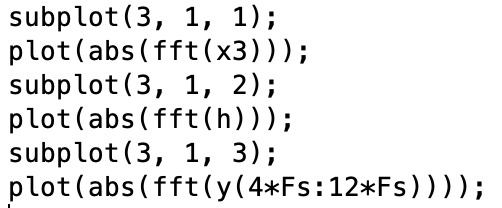 subplot(3, 1, 1);
plot(abs(fft(x3)));
subplot(3, 1, 2);
plot(abs(fft(h)));
subplot(3, 1, 3);
plot(abs(fft(y(4*Fs:12*Fs))));